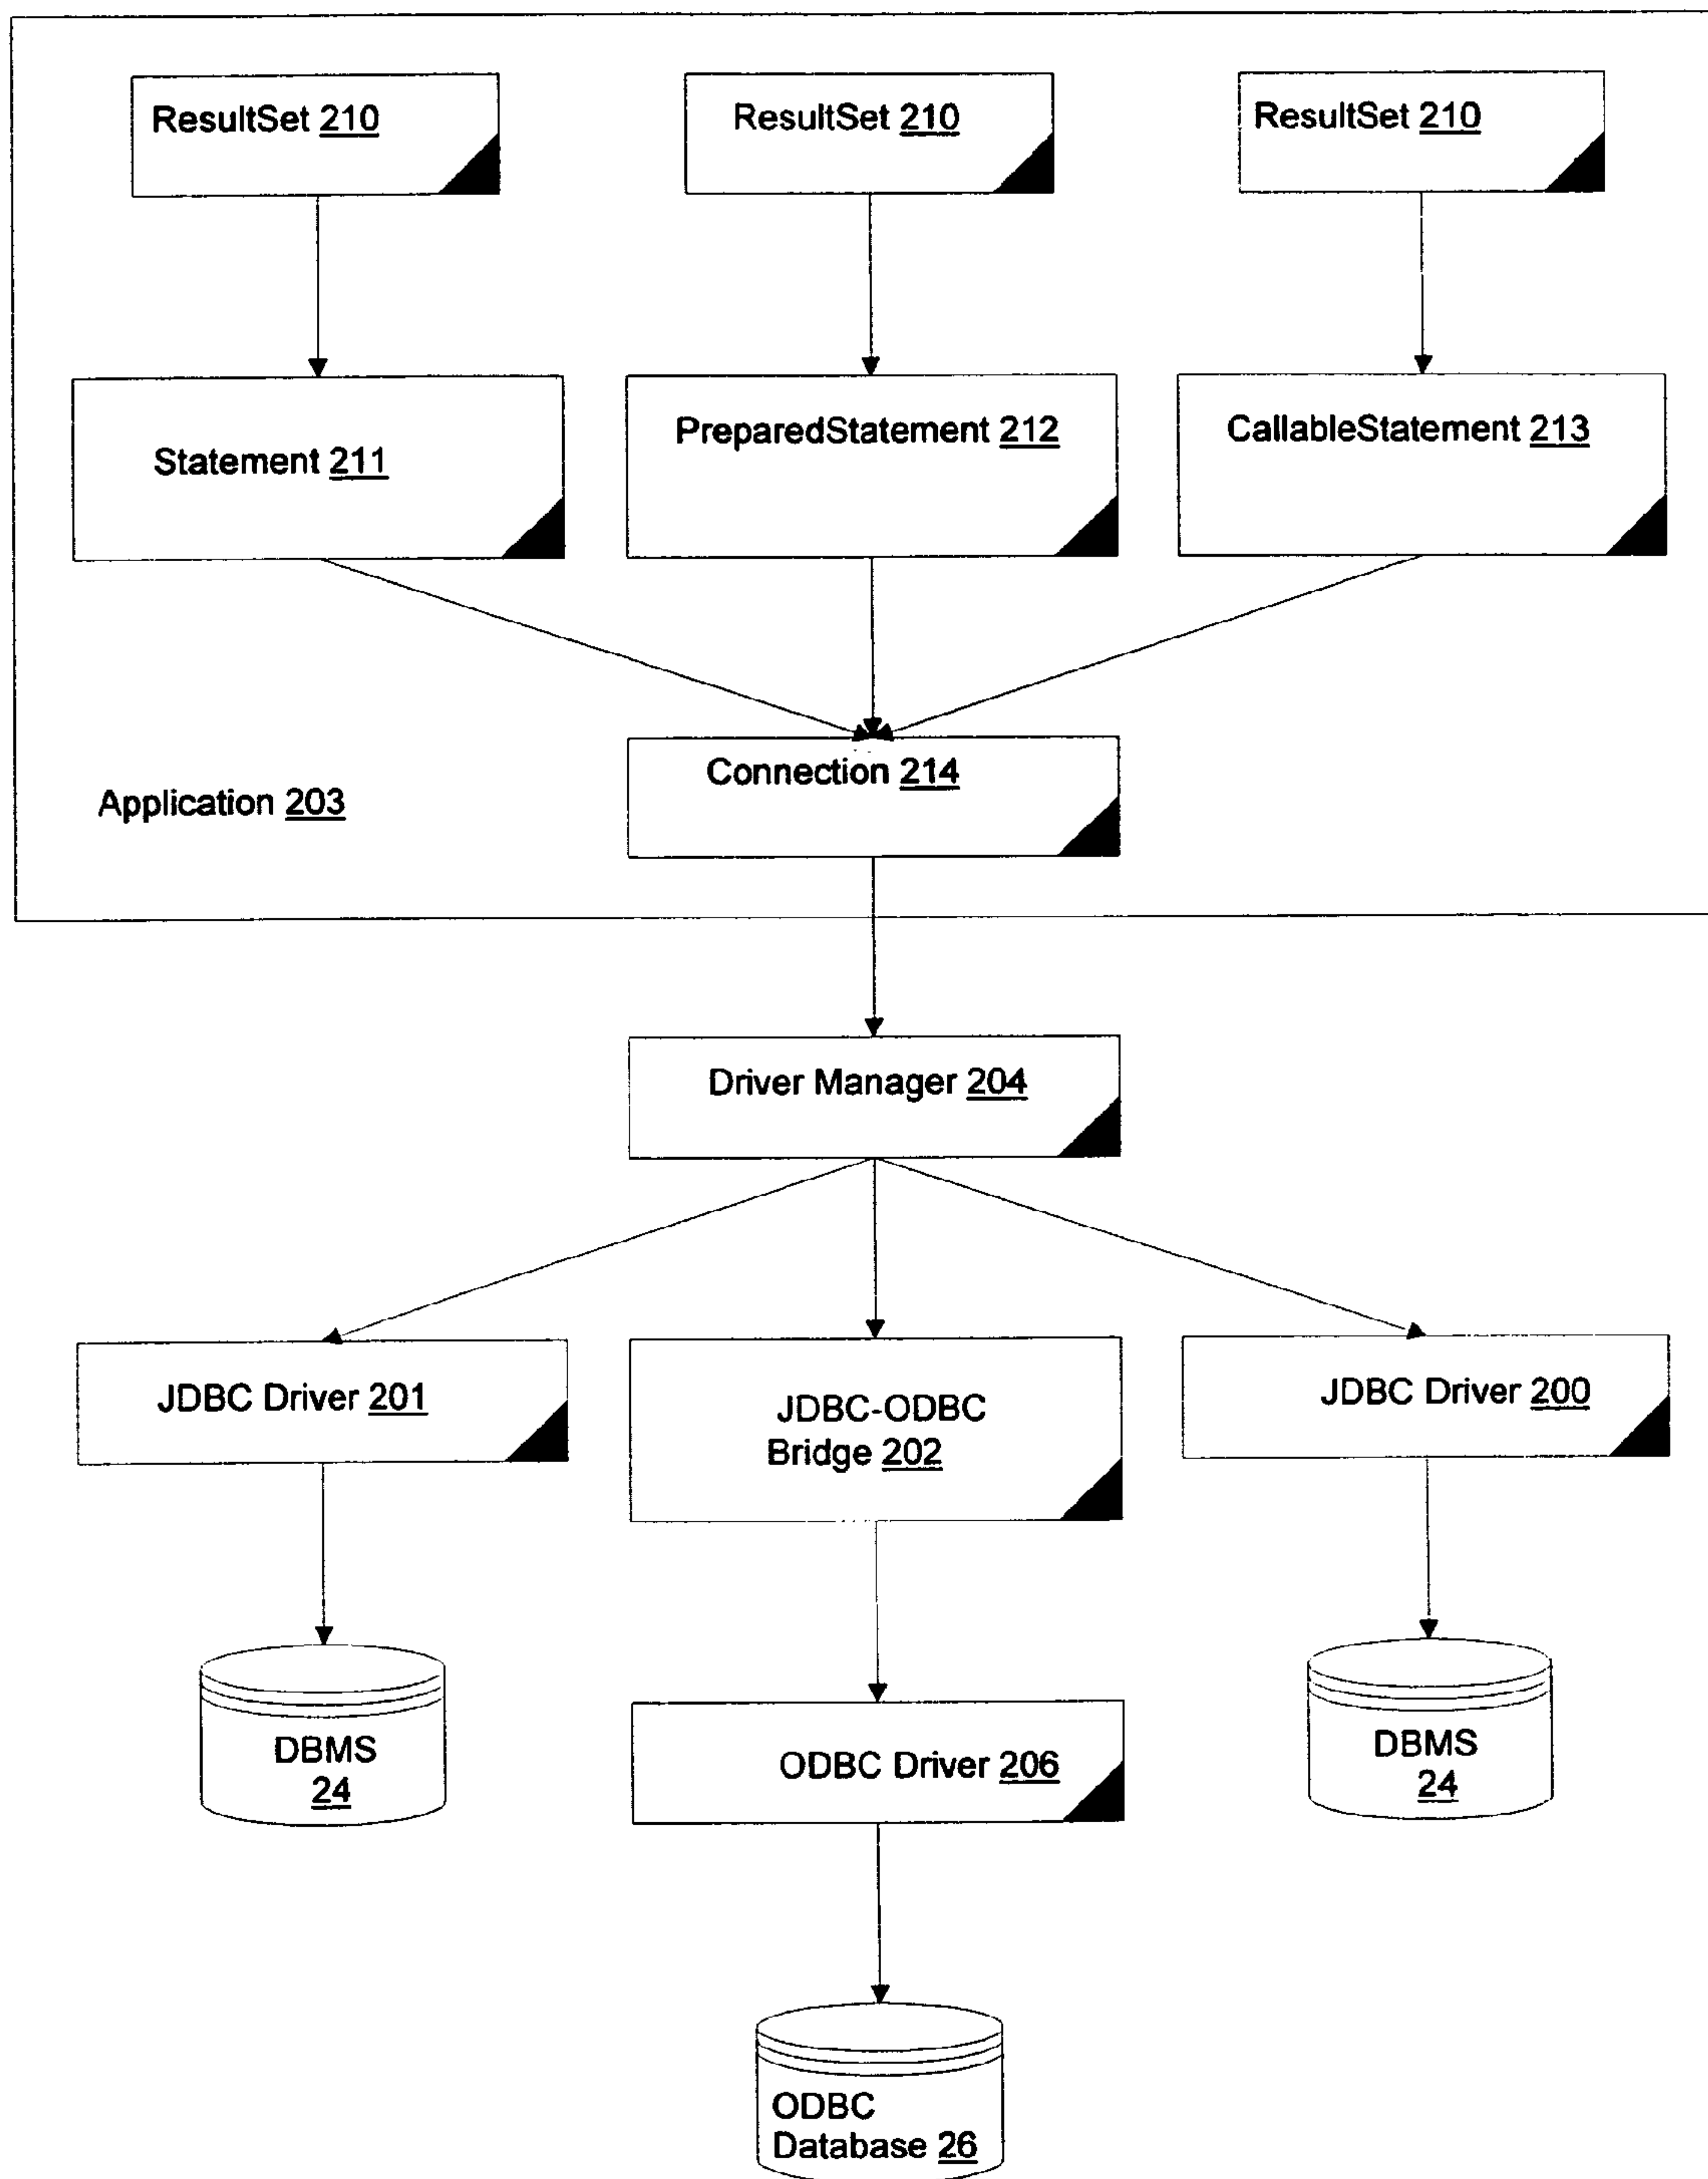 ResultSet 210
ResultSet 210
ResultSet 210
Statement 211
PreparedStatement 212
CallableStatement 213
Application 203
Connection 214
Driver Manager 204
JDBC Driver 201
JDBC-ODBC
Bridge 202
JDBC Driver 200
DBMS
24
ODBC Driver 206
DBMS
24
ODBC
Database 26